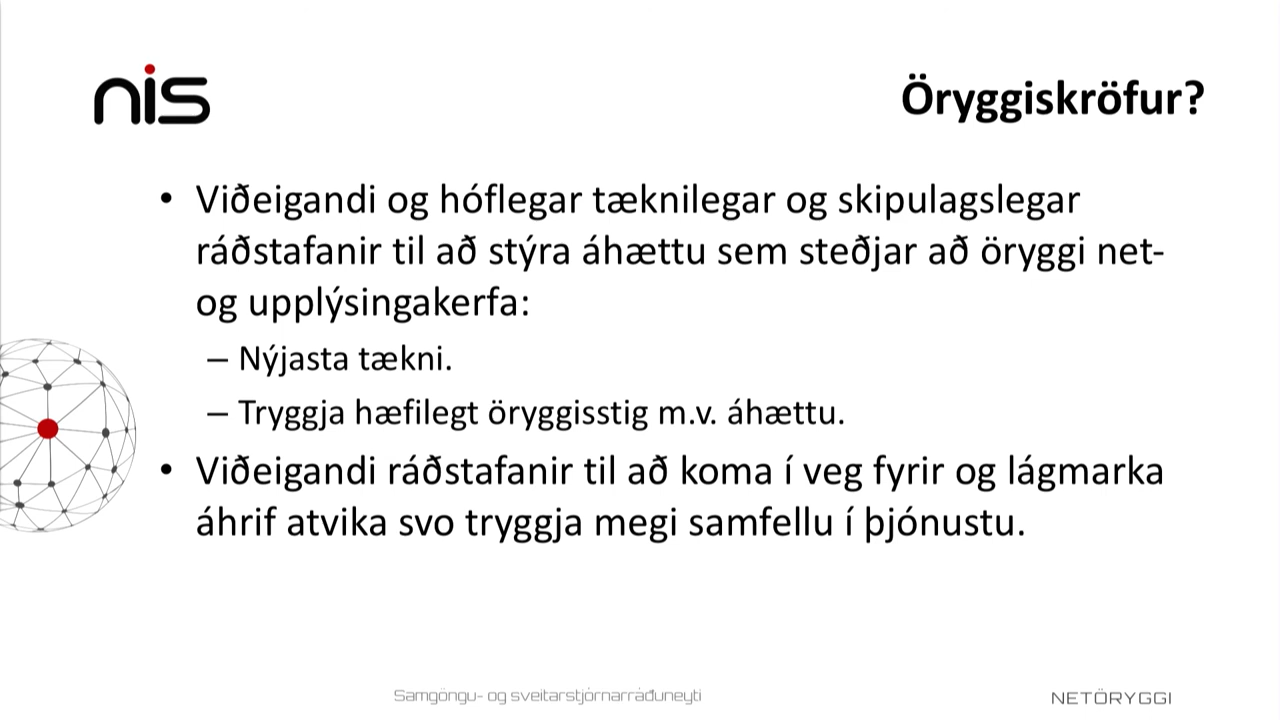 nis
Öryggiskröfur?
• Viðeigandi og hóflegar tæknilegar og skipulagslegar
ráðstafanir til að stýra áhættu sem steðjar að öryggi net-
og upplýsingakerfa:
– Nýjasta tækni.
– Tryggja hæfilegt öryggisstig m.v. áhættu.
• Viðeigandi ráðstafanir til að koma í veg fyrir og lágmarka
áhrif atvika svo tryggja megi samfellu í þjónustu.
Samgöngu- og sveitarstjórnarráðuneyti
NETÖRYGGI